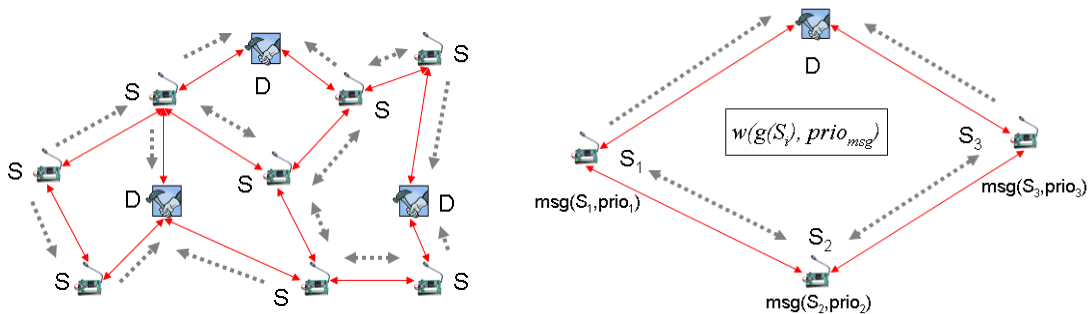 S
D
S
S
S
S
S
D
D
S
S
S
D
w(g(Sᵢ), prioₘₛg)
S₁
S₃
msg(S₁,prio₁)
msg(S₃,prio₃)
S₂
msg(S₂,prio₂)